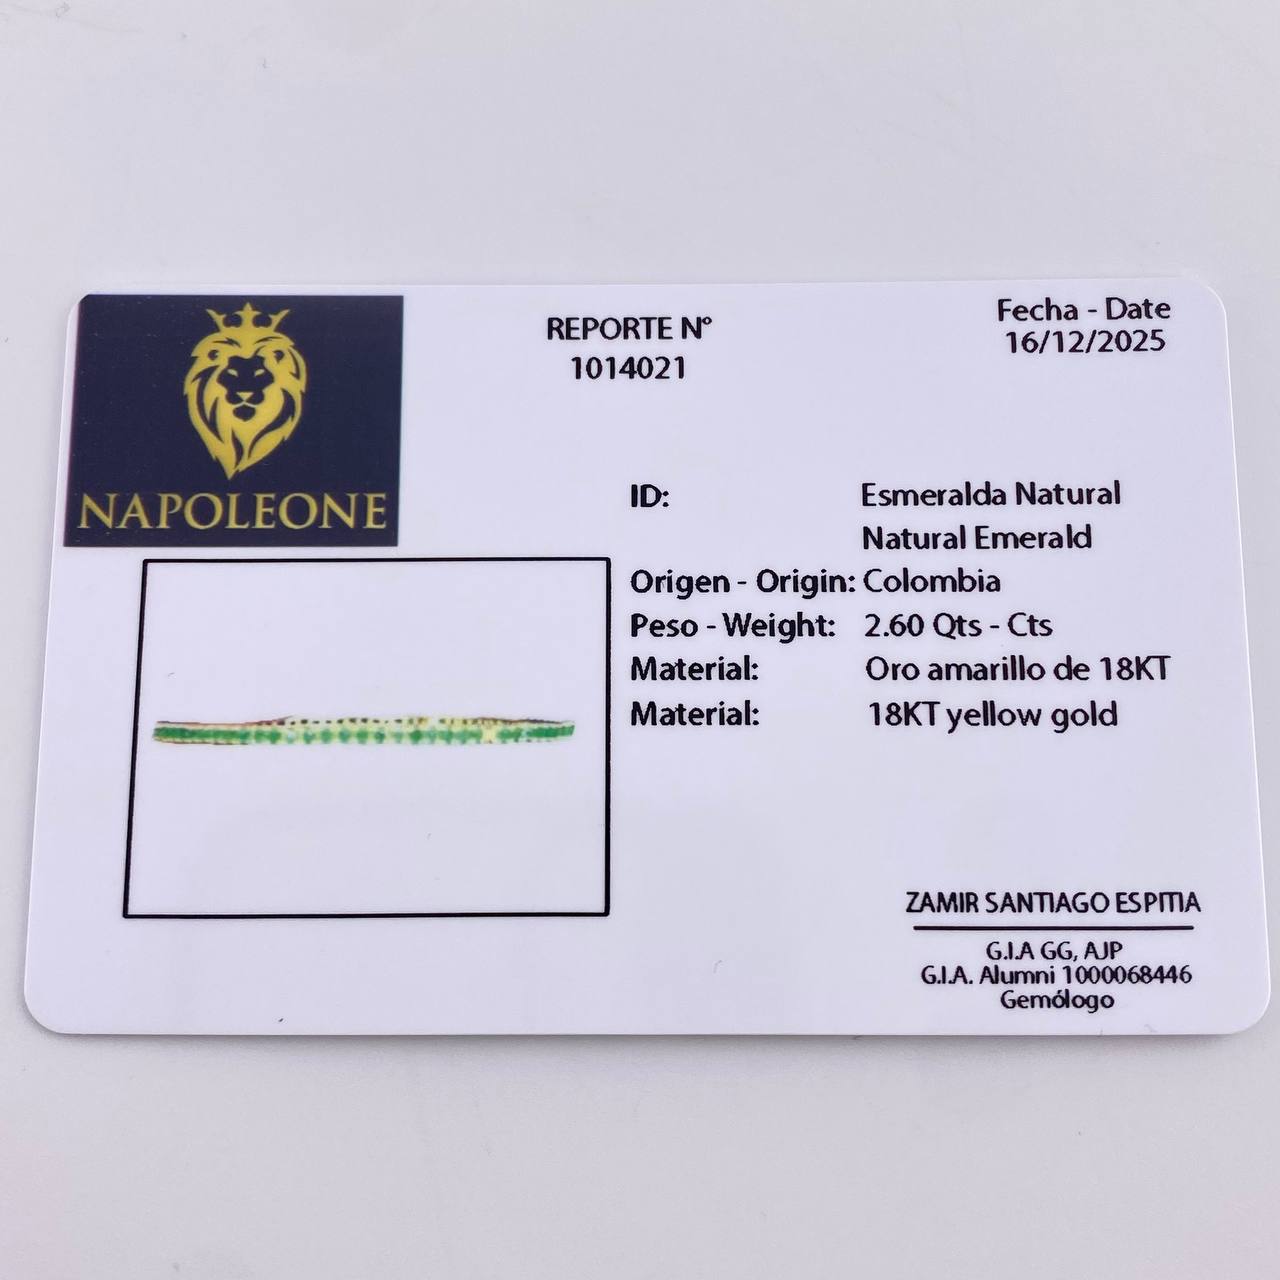 NAPOLEONE
REPORTE Nº
1014021
Fecha - Date
16/12/2025
ID: Esmeralda Natural
Natural Emerald
Origen - Origin: Colombia
Peso - Weight: 2.60 Qts - Cts
Material: Oro amarillo de 18KT
Material: 18KT yellow gold
ZAMIR SANTIAGO ESPITIA
G.I.A GG, AJP
G.I.A. Alumni 1000068446
Gemólogo